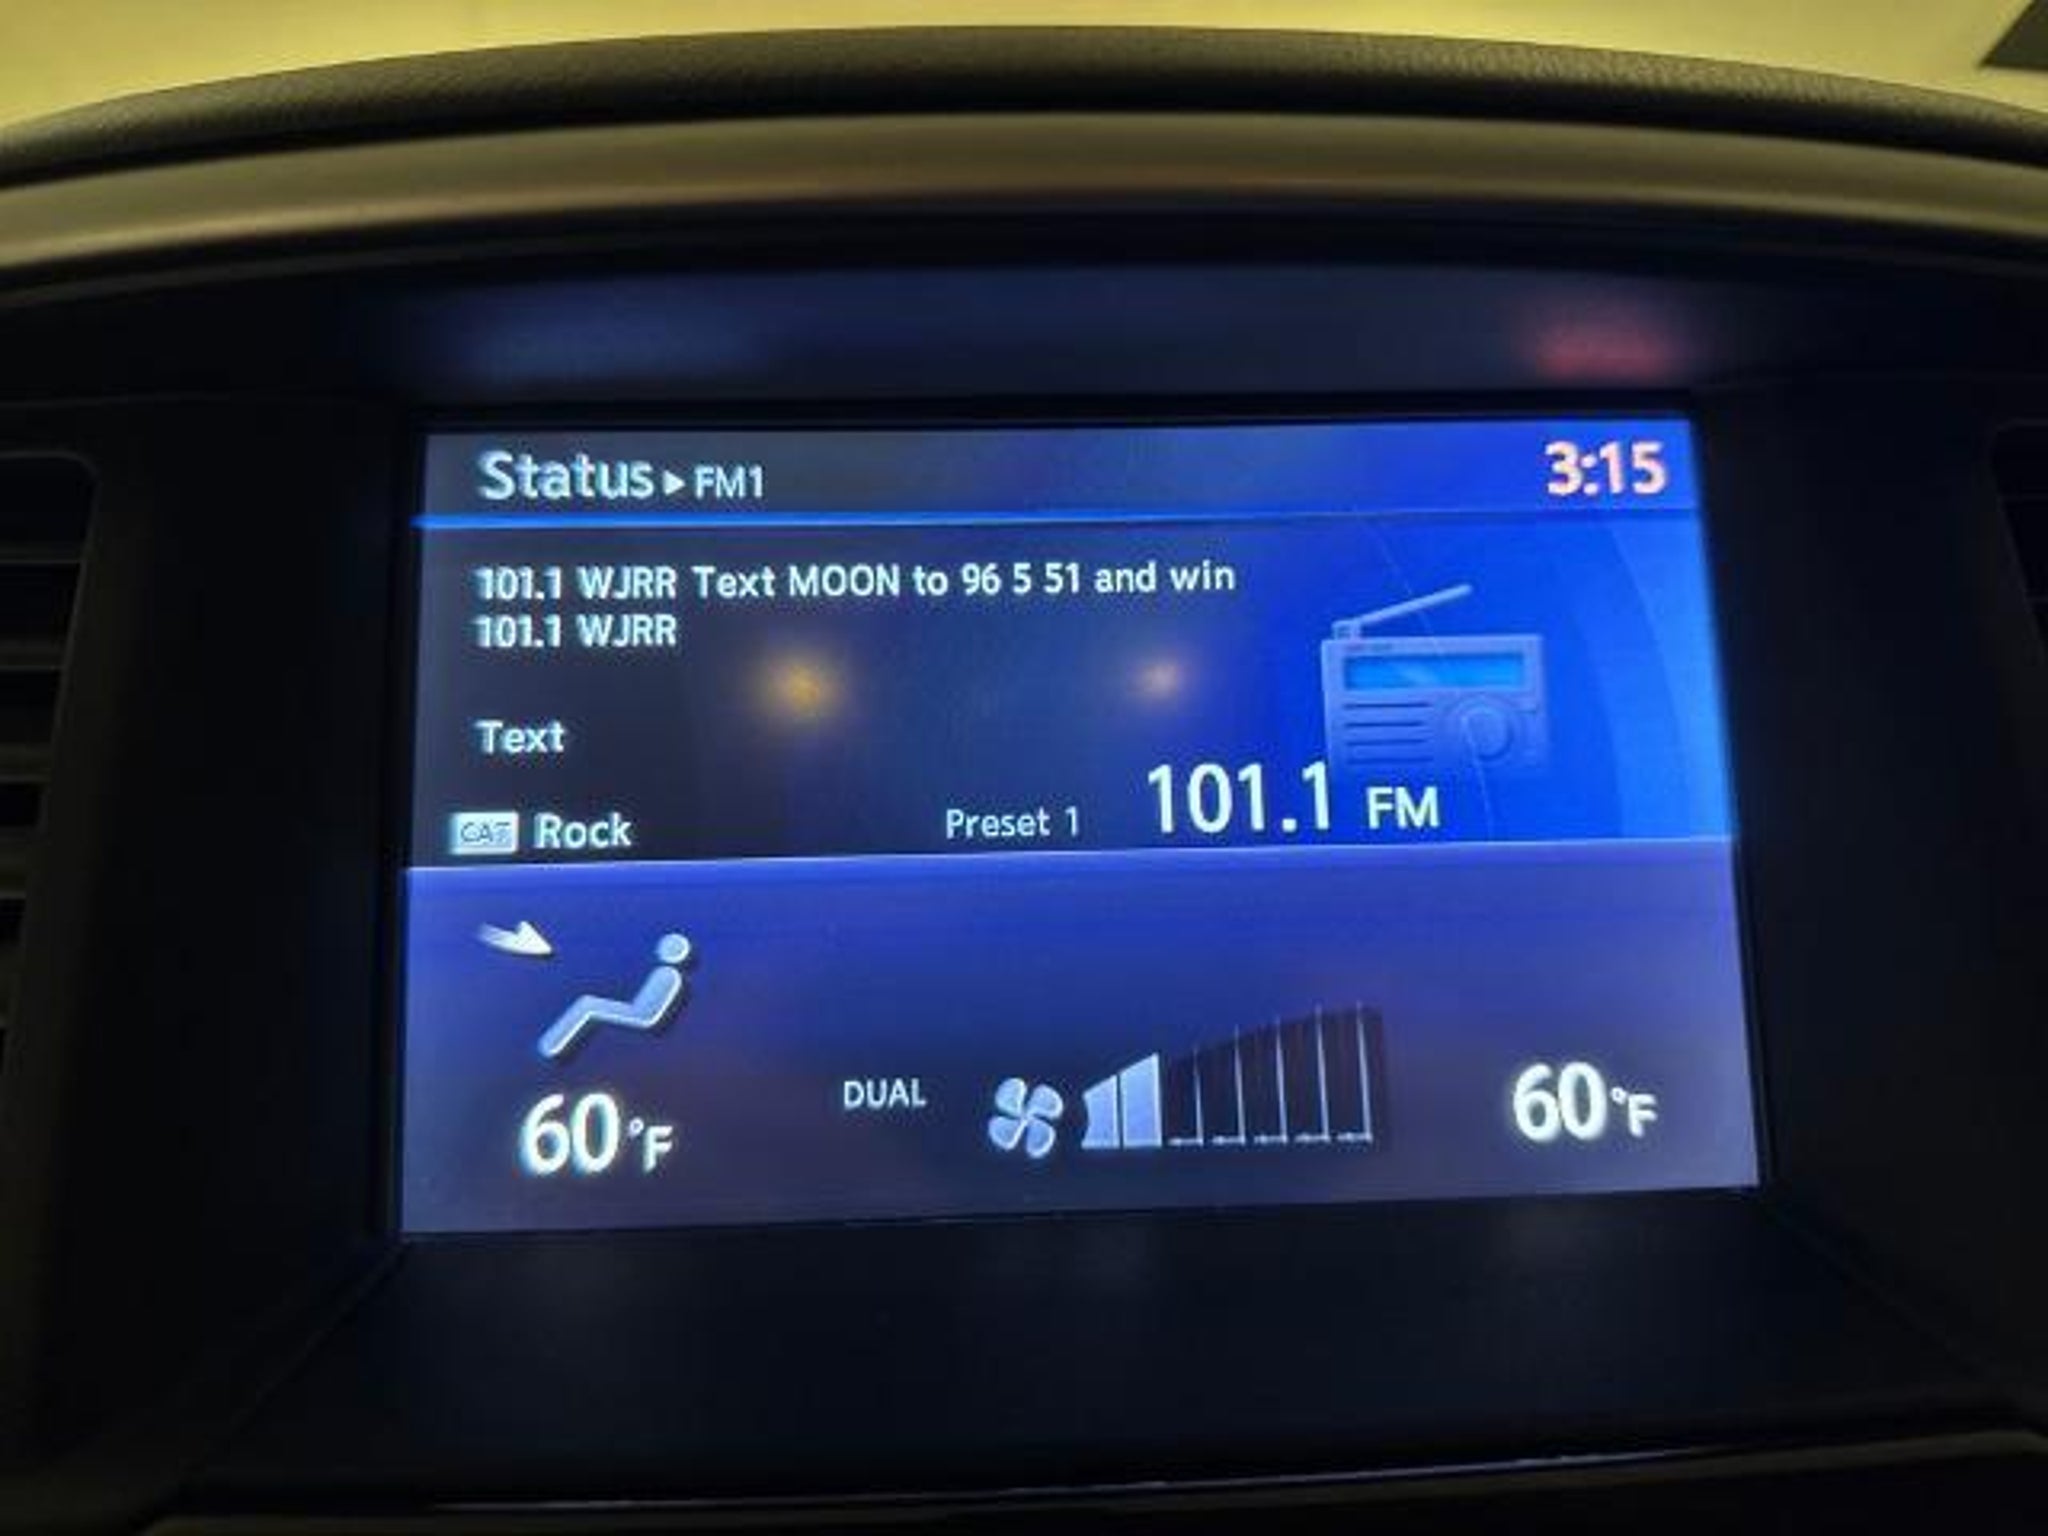 Status▶FM1
3:15
101.1 WJRR Text MOON to 96 5 51 and win
101.1 WJRR
Text
CAT Rock
Preset 1
101.1 FM
60°F
DUAL
60°F